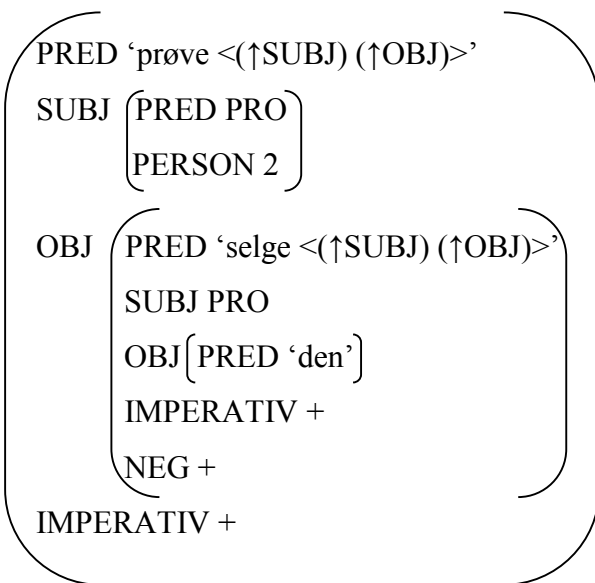 PRED ‘prøve <(↑SUBJ) (↑OBJ)>’
SUBJ PRED PRO
PERSON 2
OBJ PRED ‘selge <(↑SUBJ) (↑OBJ)>’
SUBJ PRO
OBJ PRED ‘den’
IMPERATIV +
NEG +
IMPERATIV +